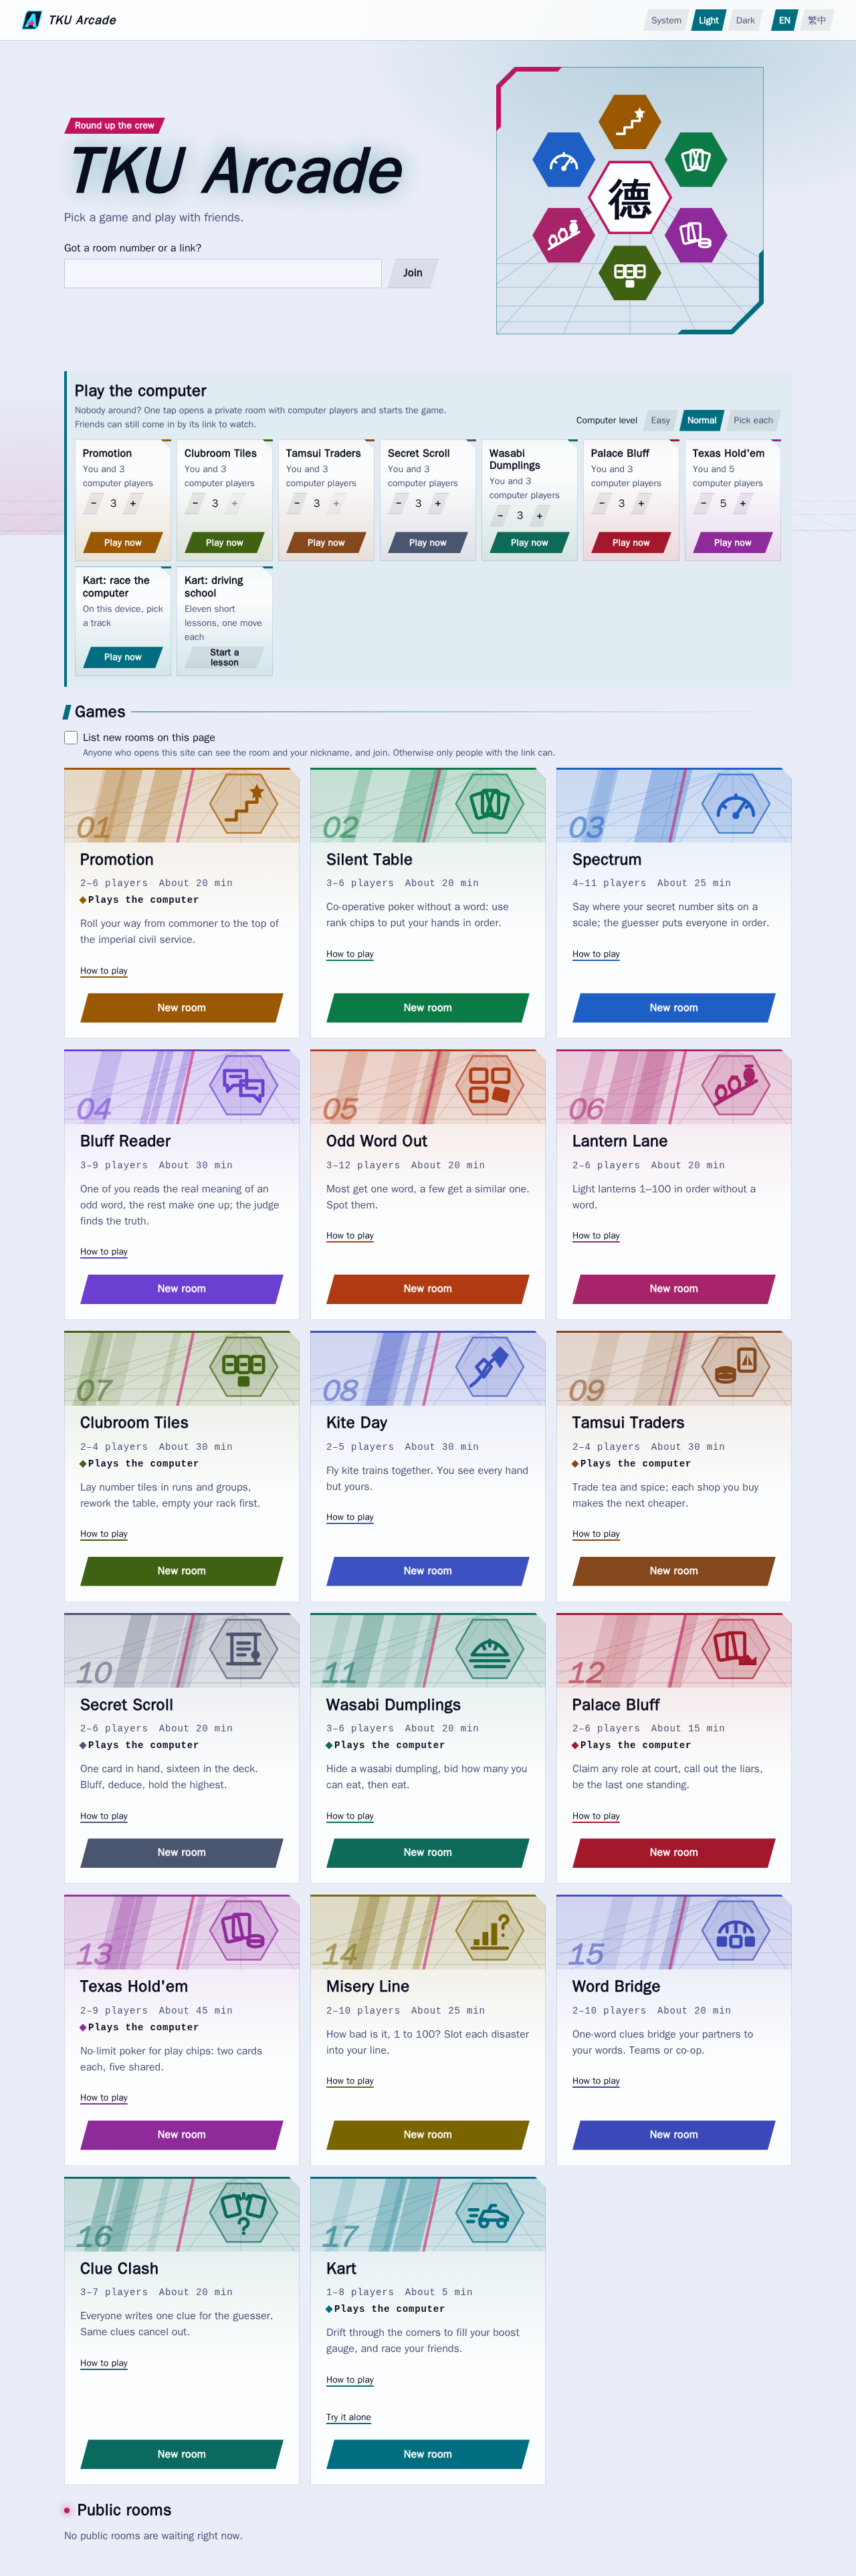 TKU Arcade
System Light Dark EN 繁中
Round up the crew
TKU Arcade
Pick a game and play with friends.
Got a room number or a link?
Join
德
Play the computer
Nobody around? One tap opens a private room with computer players and starts the game.
Friends can still come in by its link to watch.
Computer level Easy Normal Pick each
Promotion
You and 3
computer players
− 3 +
Play now
Clubroom Tiles
You and 3
computer players
− 3 +
Play now
Tamsui Traders
You and 3
computer players
− 3 +
Play now
Secret Scroll
You and 3
computer players
− 3 +
Play now
Wasabi
Dumplings
You and 3
computer players
− 3 +
Play now
Palace Bluff
You and 3
computer players
− 3 +
Play now
Texas Hold'em
You and 5
computer players
− 5 +
Play now
Kart: race the
computer
On this device, pick
a track
Play now
Kart: driving
school
Eleven short
lessons, one move
each
Start a
lesson
Games
List new rooms on this page
Anyone who opens this site can see the room and your nickname, and join. Otherwise only people with the link can.
01
Promotion
2–6 players About 20 min
Plays the computer
Roll your way from commoner to the top of
the imperial civil service.
How to play
New room
02
Silent Table
3–6 players About 20 min
Co-operative poker without a word: use
rank chips to put your hands in order.
How to play
New room
03
Spectrum
4–11 players About 25 min
Say where your secret number sits on a
scale; the guesser puts everyone in order.
How to play
New room
04
Bluff Reader
3–9 players About 30 min
One of you reads the real meaning of an
odd word, the rest make one up; the judge
finds the truth.
How to play
New room
05
Odd Word Out
3–12 players About 20 min
Most get one word, a few get a similar one.
Spot them.
How to play
New room
06
Lantern Lane
2–6 players About 20 min
Light lanterns 1–100 in order without a
word.
How to play
New room
07
Clubroom Tiles
2–4 players About 30 min
Plays the computer
Lay number tiles in runs and groups,
rework the table, empty your rack first.
How to play
New room
08
Kite Day
2–5 players About 30 min
Fly kite trains together. You see every hand
but yours.
How to play
New room
09
Tamsui Traders
2–4 players About 30 min
Plays the computer
Trade tea and spice; each shop you buy
makes the next cheaper.
How to play
New room
10
Secret Scroll
2–6 players About 20 min
Plays the computer
One card in hand, sixteen in the deck.
Bluff, deduce, hold the highest.
How to play
New room
11
Wasabi Dumplings
3–6 players About 20 min
Plays the computer
Hide a wasabi dumpling, bid how many you
can eat, then eat.
How to play
New room
12
Palace Bluff
2–6 players About 15 min
Plays the computer
Claim any role at court, call out the liars,
be the last one standing.
How to play
New room
13
Texas Hold'em
2–9 players About 45 min
Plays the computer
No-limit poker for play chips: two cards
each, five shared.
How to play
New room
14
Misery Line
2–10 players About 25 min
How bad is it, 1 to 100? Slot each disaster
into your line.
How to play
New room
15
Word Bridge
2–10 players About 20 min
One-word clues bridge your partners to
your words. Teams or co-op.
How to play
New room
16
Clue Clash
3–7 players About 20 min
Everyone writes one clue for the guesser.
Same clues cancel out.
How to play
New room
17
Kart
1–8 players About 5 min
Plays the computer
Drift through the corners to fill your boost
gauge, and race your friends.
How to play
Try it alone
New room
Public rooms
No public rooms are waiting right now.